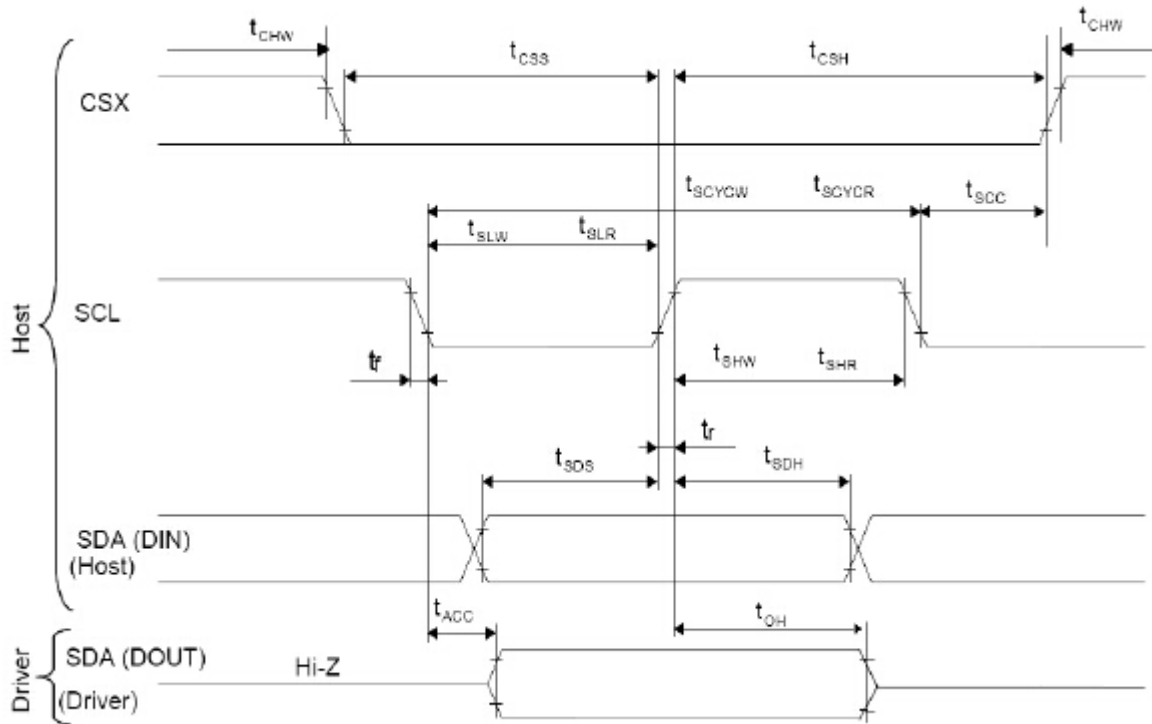 tCHW
tCHW
tCSS
tCSH
CSX
tSCYCW tSCYCR tSCC
tSLW tSLR
SCL
Host
tf
tSHW tSHR
tr
tSDS tSDH
SDA (DIN)
(Host)
tACC
tOH
SDA (DOUT)
Hi-Z
(Driver)
Driver